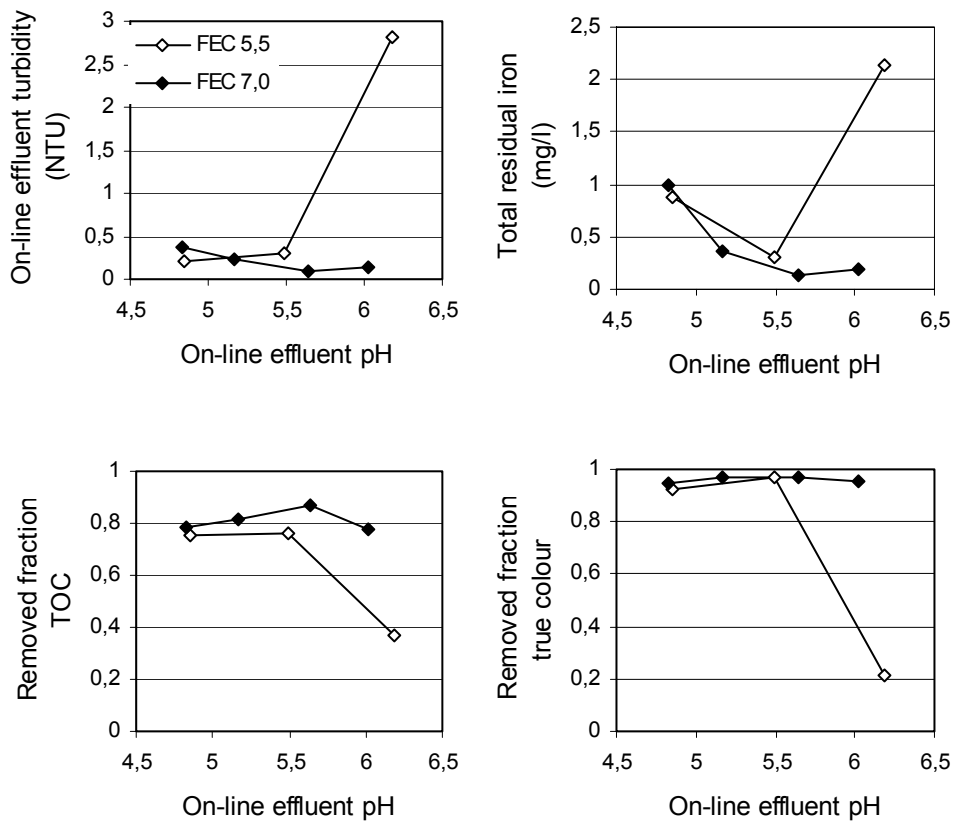 On-line effluent turbidity
(NTU)
3
2,5
2
1,5
1
0,5
0
FEC 5,5
FEC 7,0
4,5 5 5,5 6 6,5
On-line effluent pH
Total residual iron
(mg/l)
2,5
2
1,5
1
0,5
0
4,5 5 5,5 6 6,5
On-line effluent pH
Removed fraction
TOC
1
0,8
0,6
0,4
0,2
0
4,5 5 5,5 6 6,5
On-line effluent pH
Removed fraction
true colour
1
0,8
0,6
0,4
0,2
0
4,5 5 5,5 6 6,5
On-line effluent pH